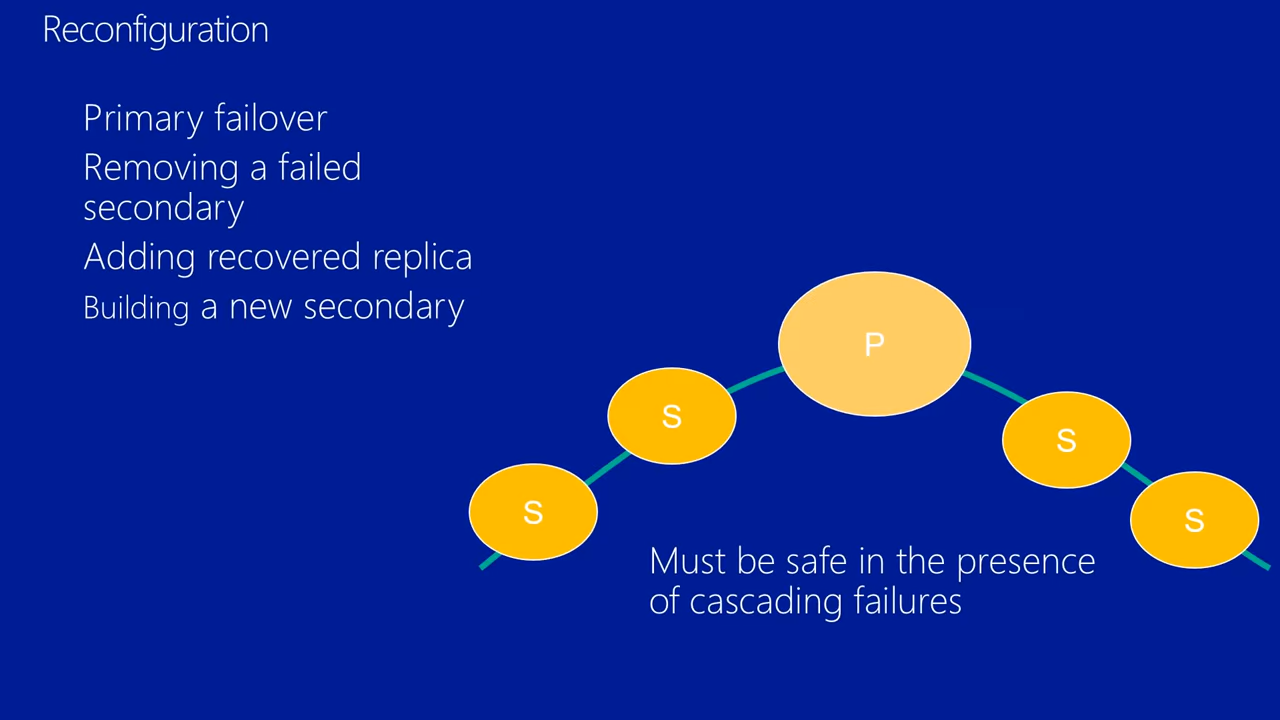 Reconfiguration
Primary failover
Removing a failed
secondary
Adding recovered replica
Building a new secondary
P
S
S
S
S
Must be safe in the presence
of cascading failures